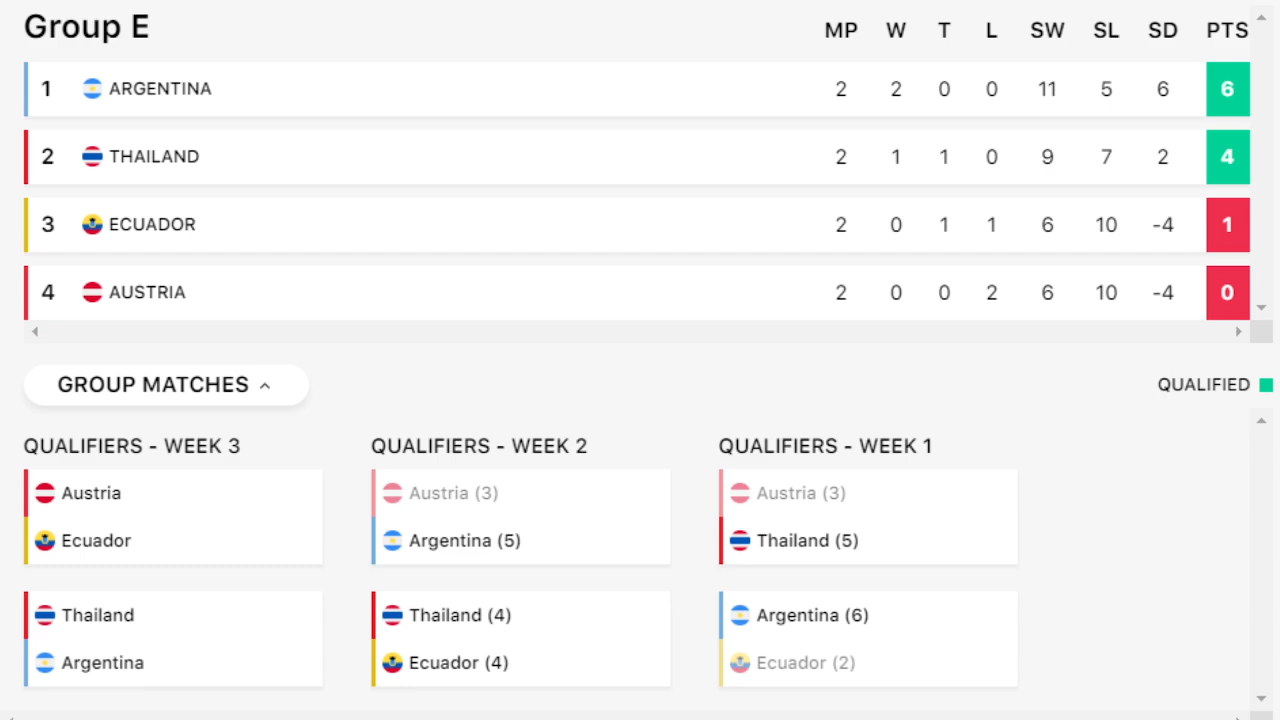 Group E MP W T L SW SL SD PTS
1 ARGENTINA 2 2 0 0 11 5 6 6
2 THAILAND 2 1 1 0 9 7 2 4
3 ECUADOR 2 0 1 1 6 10 -4 1
4 AUSTRIA 2 0 0 2 6 10 -4 0
GROUP MATCHES
QUALIFIED
QUALIFIERS - WEEK 3
Austria
Ecuador
Thailand
Argentina
QUALIFIERS - WEEK 2
Austria (3)
Argentina (5)
Thailand (4)
Ecuador (4)
QUALIFIERS - WEEK 1
Austria (3)
Thailand (5)
Argentina (6)
Ecuador (2)